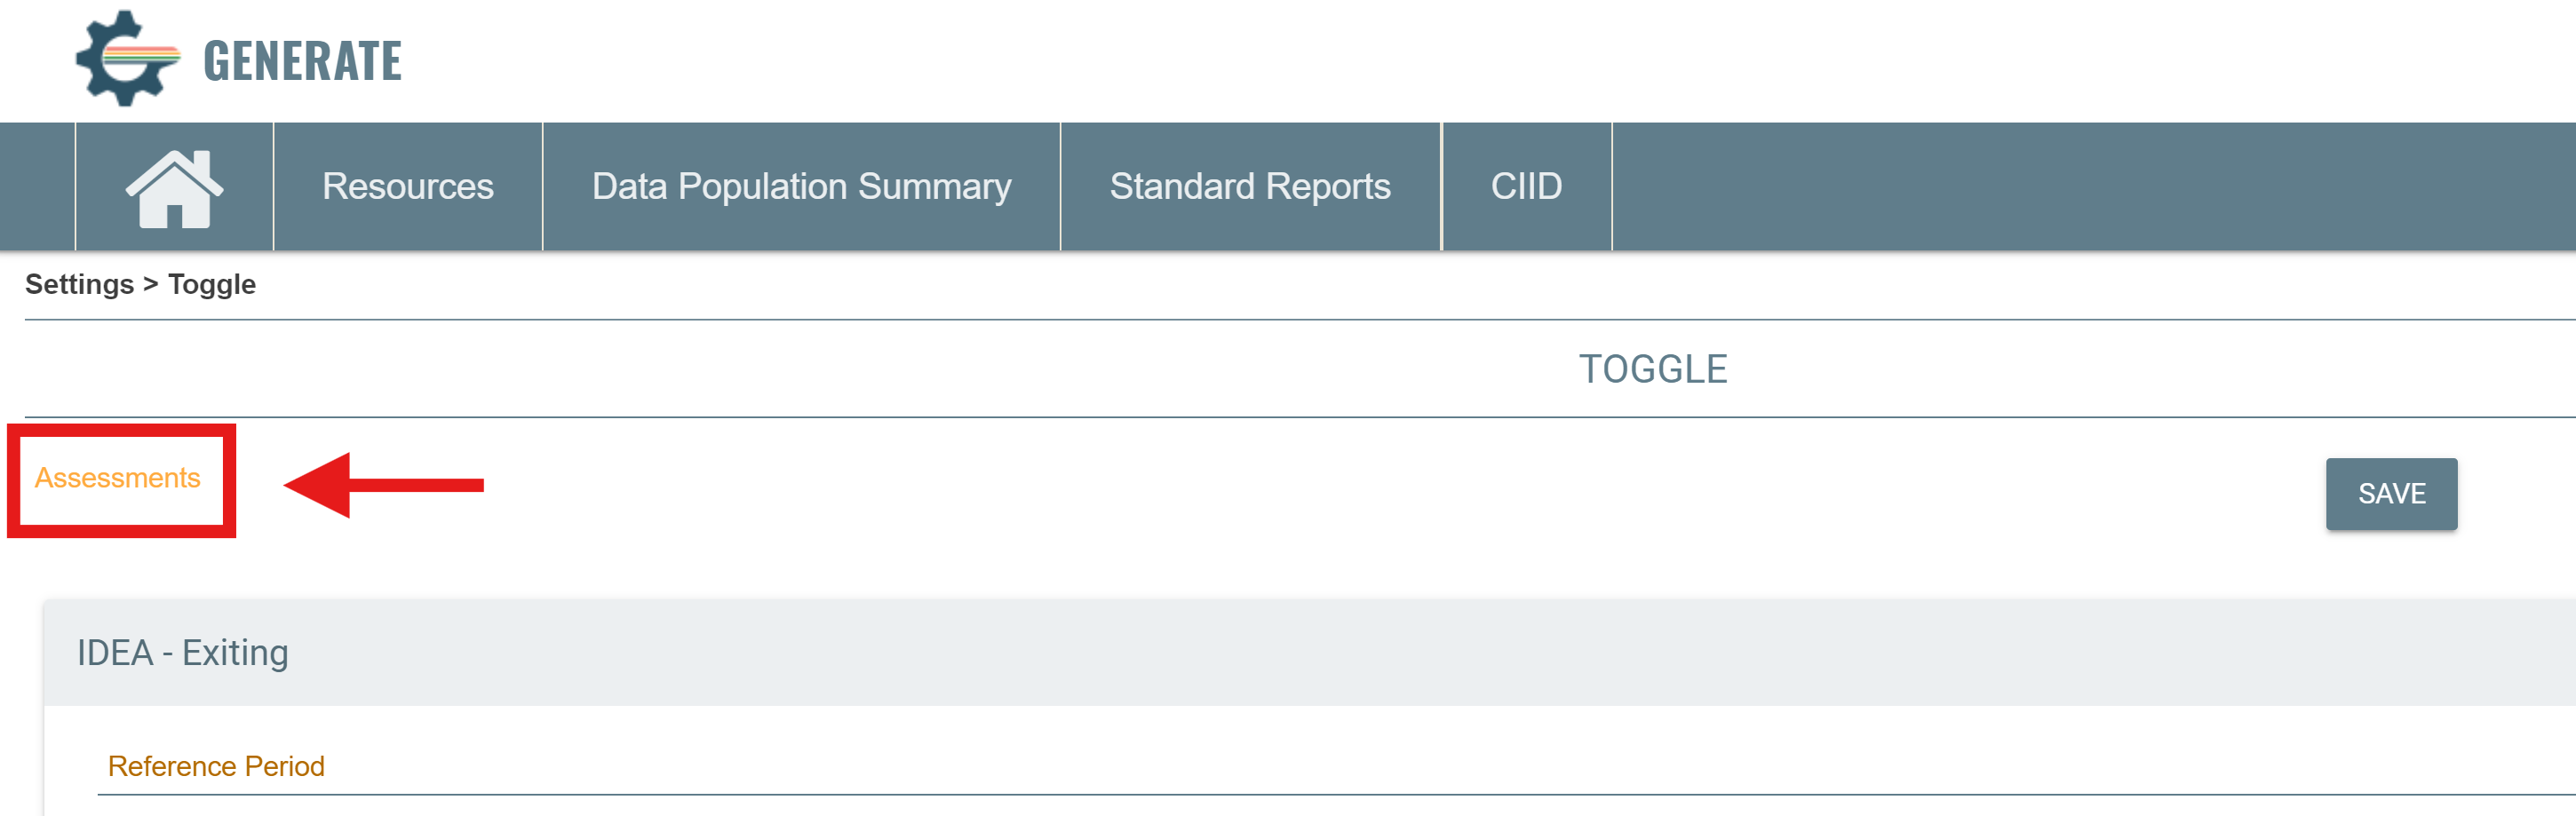 GENERATE
Resources Data Population Summary Standard Reports CIID
Settings > Toggle
TOGGLE
Assessments
SAVE
IDEA - Exiting
Reference Period